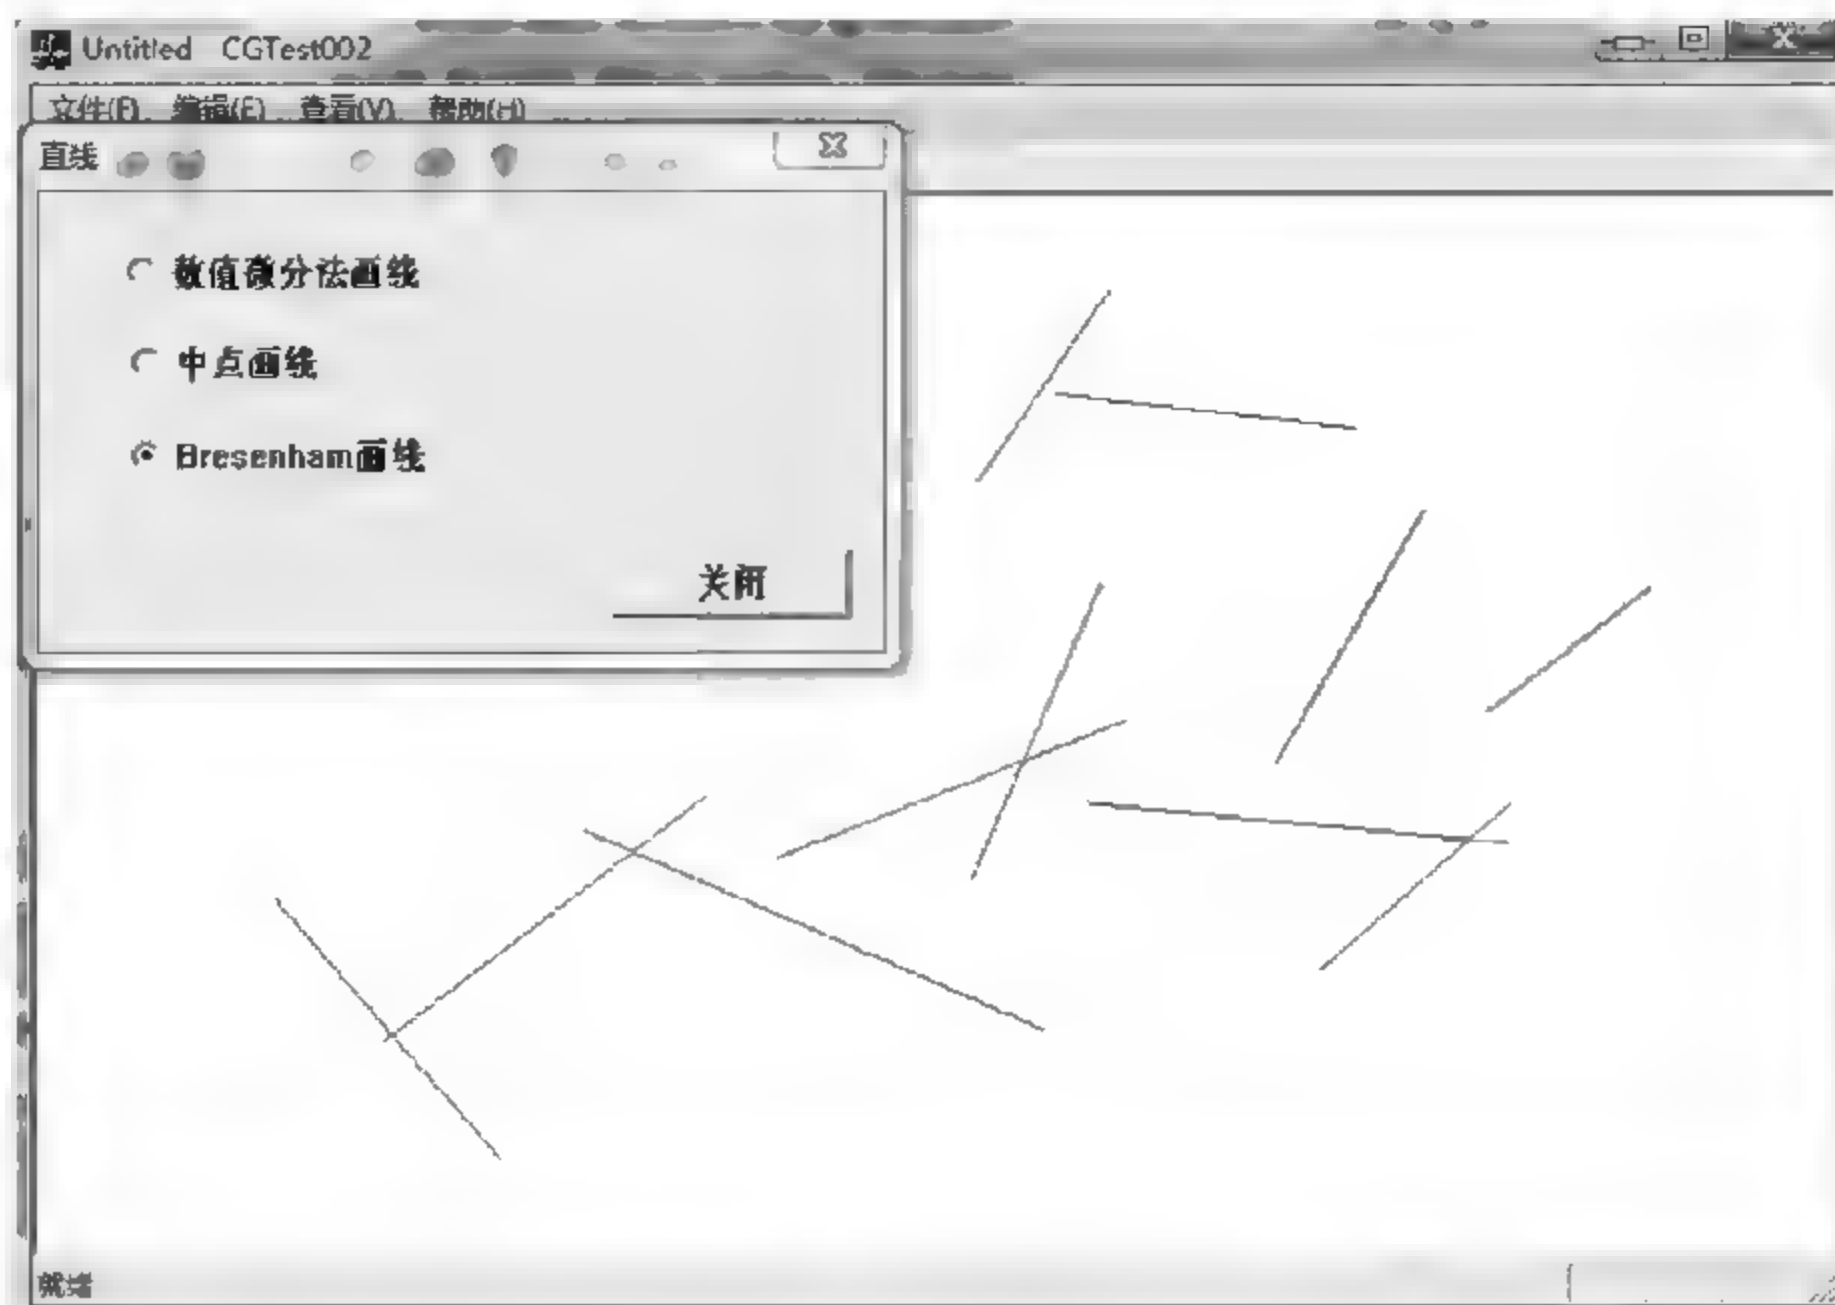 Untitled CGTest002
文件(F) 编辑(E) 查看(V) 帮助(H)
直线
数值微分法画线
中点画线
Bresenham画线
关闭
就绪